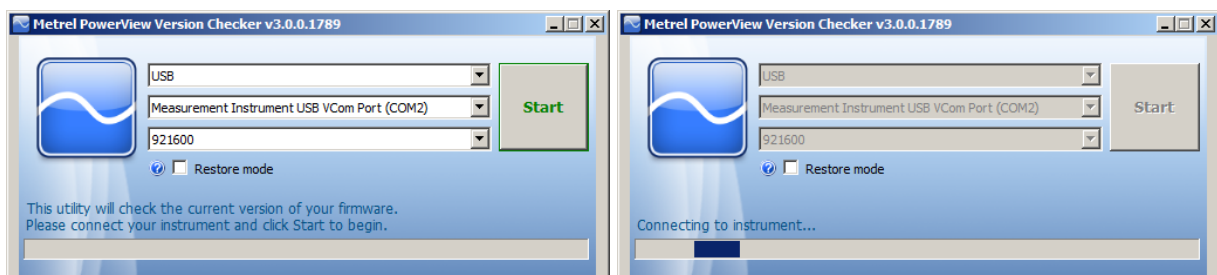 Metrel PowerView Version Checker v3.0.0.1789
USB
Measurement Instrument USB VCom Port (COM2)
921600
Start
Restore mode
This utility will check the current version of your firmware.
Please connect your instrument and click Start to begin.
Metrel PowerView Version Checker v3.0.0.1789
USB
Measurement Instrument USB VCom Port (COM2)
921600
Start
Restore mode
Connecting to instrument...